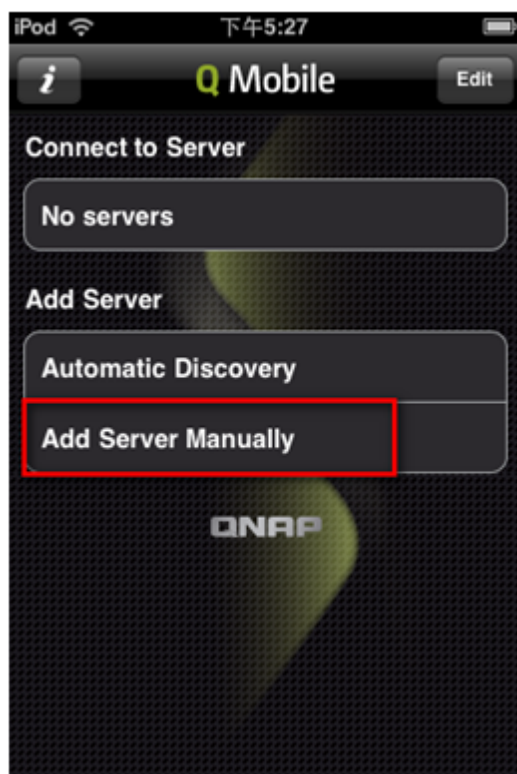 iPod 下午5:27
i Q Mobile Edit
Connect to Server
No servers
Add Server
Automatic Discovery
Add Server Manually
QNAP